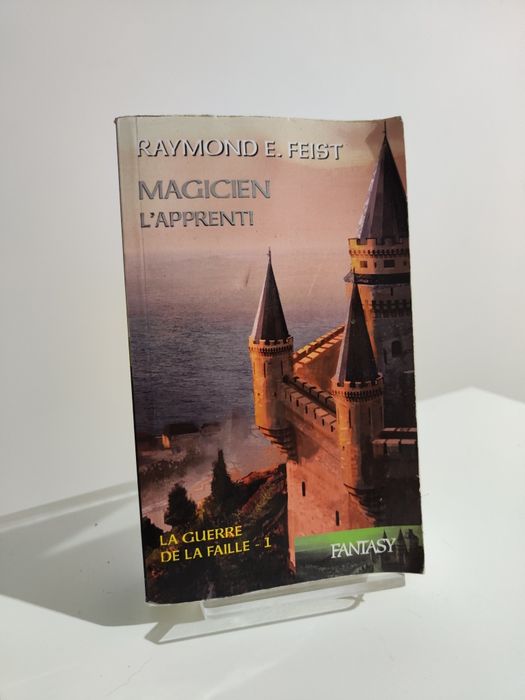 RAYMOND E. FEIST
MAGICIEN
L'APPRENTI
LA GUERRE
DE LA FAILLE - 1
FANTASY